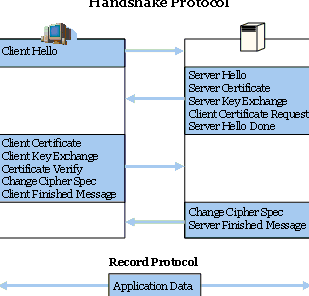 Handshake Protocol
Client Hello
Server Hello
Server Certificate
Server Key Exchange
Client Certificate Request
Server Hello Done
Client Certificate
Client Key Exchange
Certificate Verify
Change Cipher Spec
Client Finished Message
Change Cipher Spec
Server Finished Message
Record Protocol
Application Data